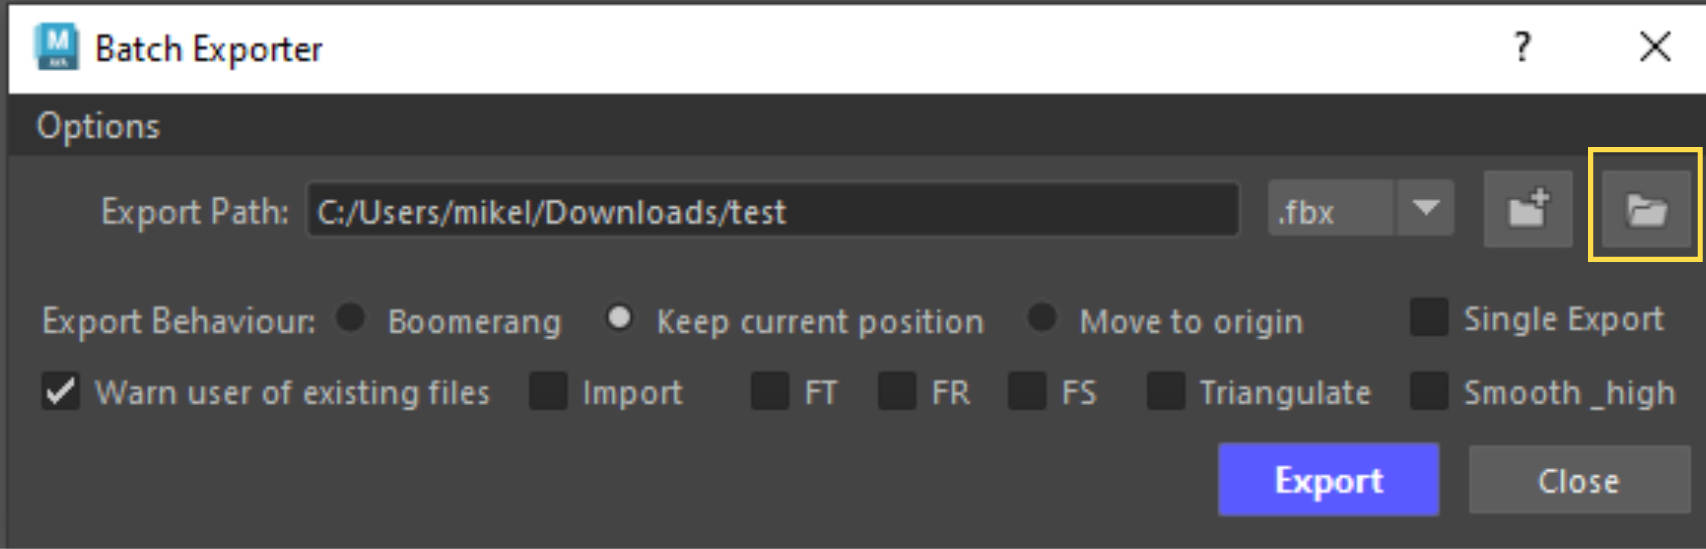 M
Batch Exporter ?
Options
Export Path: C:/Users/mikel/Downloads/test .fbx
Export Behaviour: Boomerang Keep current position Move to origin Single Export
Warn user of existing files Import FT FR FS Triangulate Smooth _high
Export Close